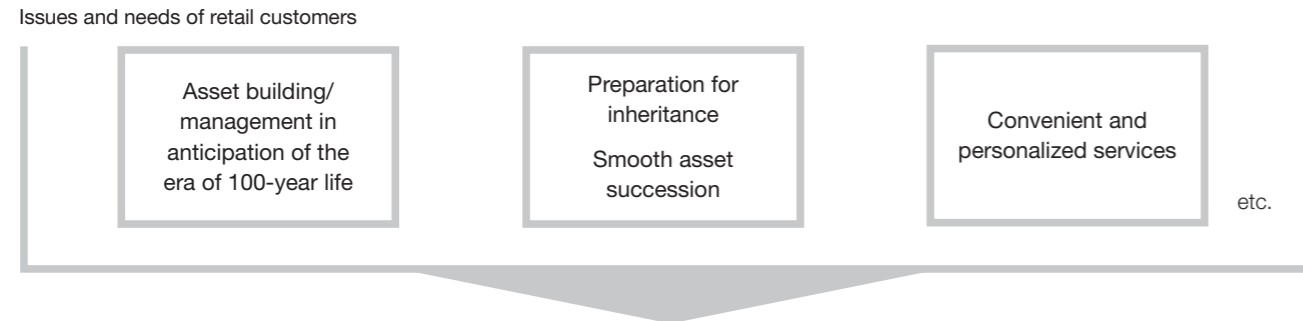 Issues and needs of retail customers
Asset building/
management in
anticipation of the
era of 100-year life
Preparation for
inheritance
Smooth asset
succession
Convenient and
personalized services
etc.